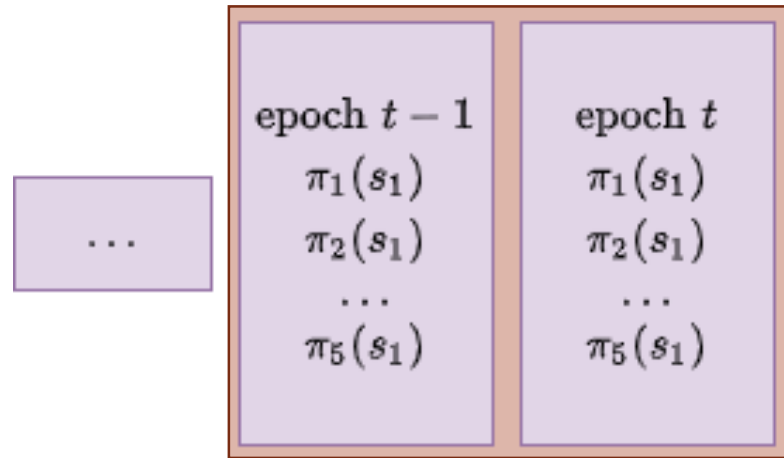 ...
epoch t − 1
π₁(s₁)
π₂(s₁)
...
π₅(s₁)
epoch t
π₁(s₁)
π₂(s₁)
...
π₅(s₁)